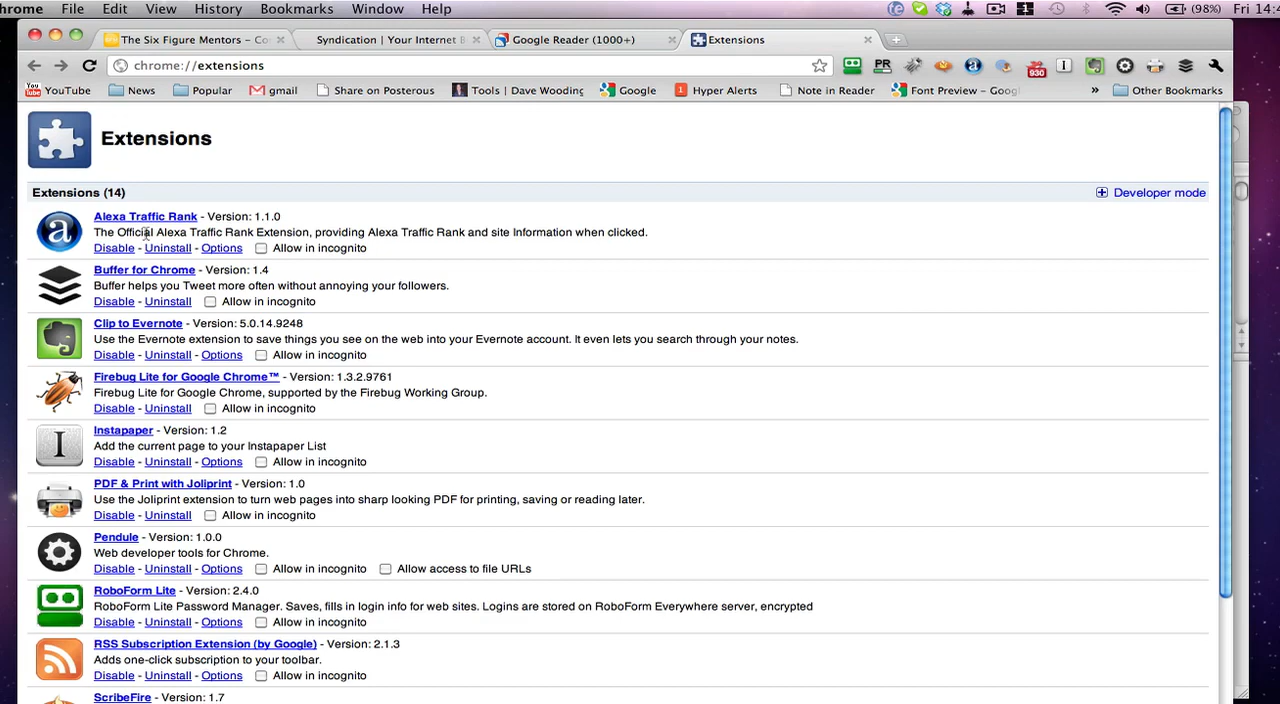 hrome File Edit View History Bookmarks Window Help 1 (98%) Fri 14:4
The Six Figure Mentors – Co Syndication | Your Internet B Google Reader (1000+) Extensions
chrome://extensions PR a 930 I
You Tube YouTube News Popular gmail Share on Posterous Tools | Dave Wooding Google 1 Hyper Alerts Note in Reader Font Preview – Goog » Other Bookmarks
Extensions
Extensions (14) Developer mode
Alexa Traffic Rank - Version: 1.1.0
a The Official Alexa Traffic Rank Extension, providing Alexa Traffic Rank and site Information when clicked.
Disable - Uninstall - Options Allow in incognito
Buffer for Chrome - Version: 1.4
Buffer helps you Tweet more often without annoying your followers.
Disable - Uninstall Allow in incognito
Clip to Evernote - Version: 5.0.14.9248
Use the Evernote extension to save things you see on the web into your Evernote account. It even lets you search through your notes.
Disable - Uninstall - Options Allow in incognito
Firebug Lite for Google Chrome™ - Version: 1.3.2.9761
Firebug Lite for Google Chrome, supported by the Firebug Working Group.
Disable - Uninstall Allow in incognito
Instapaper - Version: 1.2
I Add the current page to your Instapaper List
Disable - Uninstall - Options Allow in incognito
PDF & Print with Joliprint - Version: 1.0
Use the Joliprint extension to turn web pages into sharp looking PDF for printing, saving or reading later.
Disable - Uninstall Allow in incognito
Pendule - Version: 1.0.0
Web developer tools for Chrome.
Disable - Uninstall - Options Allow in incognito Allow access to file URLs
RoboForm Lite - Version: 2.4.0
RoboForm Lite Password Manager. Saves, fills in login info for web sites. Logins are stored on RoboForm Everywhere server, encrypted
Disable - Uninstall - Options Allow in incognito
RSS Subscription Extension (by Google) - Version: 2.1.3
Adds one-click subscription to your toolbar.
Disable - Uninstall - Options Allow in incognito
ScribeFire - Version: 1.7